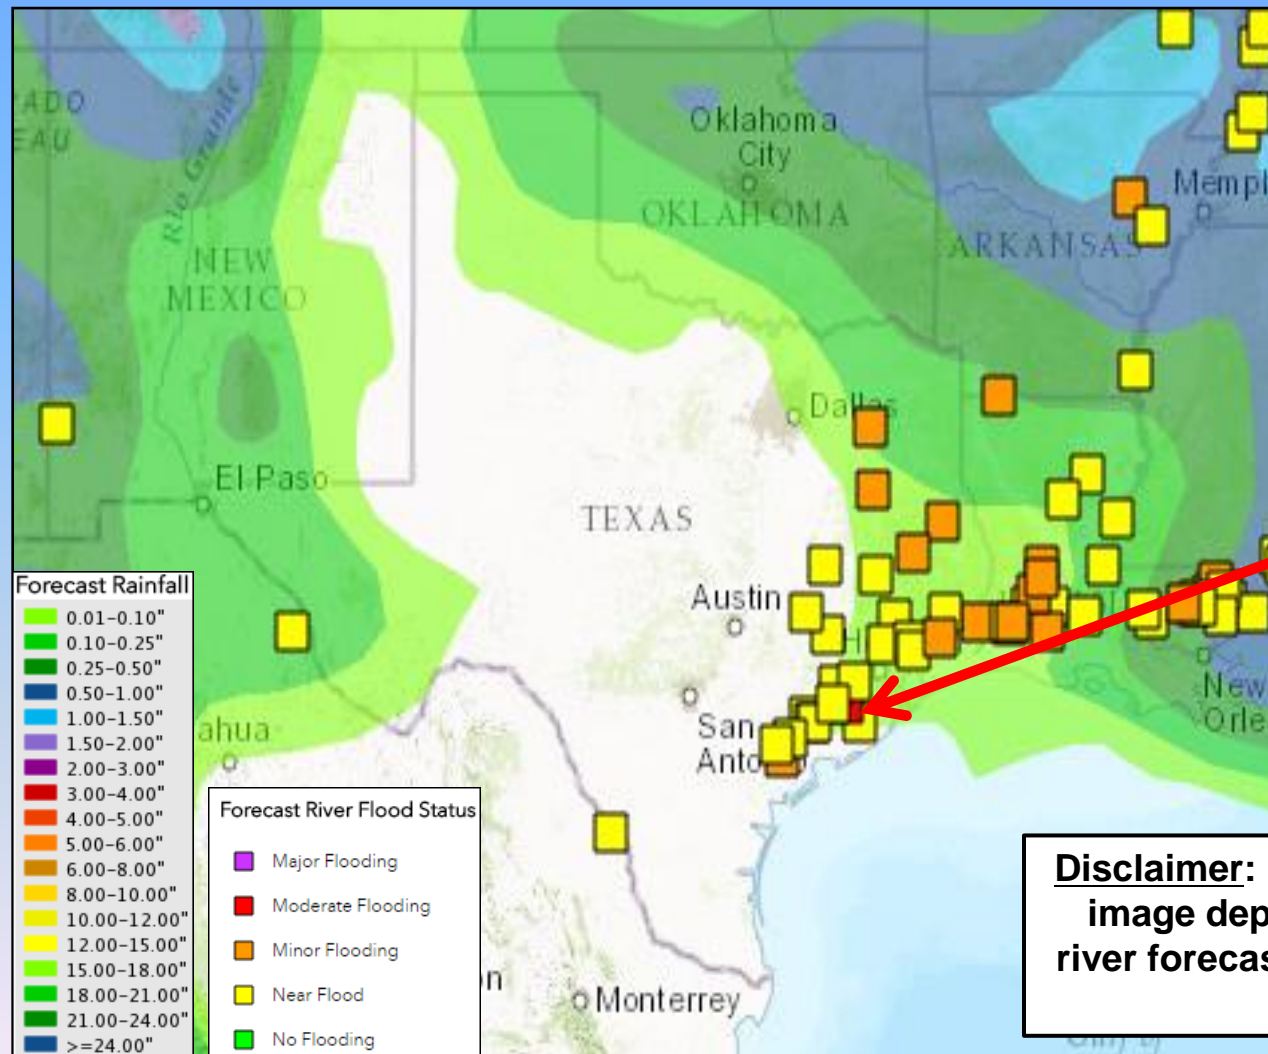 ADO
EAU
Rio Grande
NEW
MEXICO
Oklahoma
City
OKLAHOMA
ARKANSAS
Memp
Dallas
El Paso
TEXAS
Austin
H
San
Anto
New
Orle
ahua
Monterrey
on
Forecast Rainfall
0.01-0.10"
0.10-0.25"
0.25-0.50"
0.50-1.00"
1.00-1.50"
1.50-2.00"
2.00-3.00"
3.00-4.00"
4.00-5.00"
5.00-6.00"
6.00-8.00"
8.00-10.00"
10.00-12.00"
12.00-15.00"
15.00-18.00"
18.00-21.00"
21.00-24.00"
>=24.00"
Forecast River Flood Status
Major Flooding
Moderate Flooding
Minor Flooding
Near Flood
No Flooding
Disclaimer:
image dep
river forecas